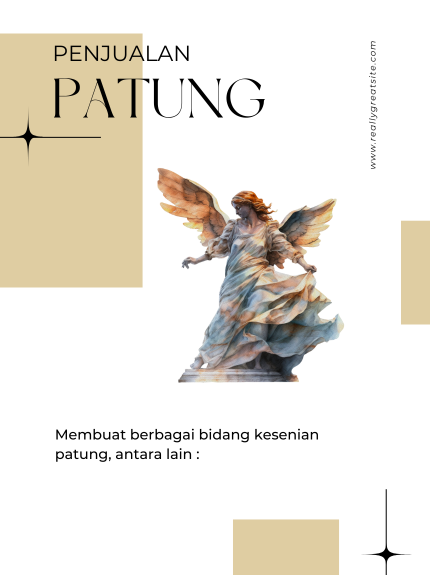 PENJUALAN
PATUNG
www.reallygreatsite.com
Membuat berbagai bidang kesenian
patung, antara lain :